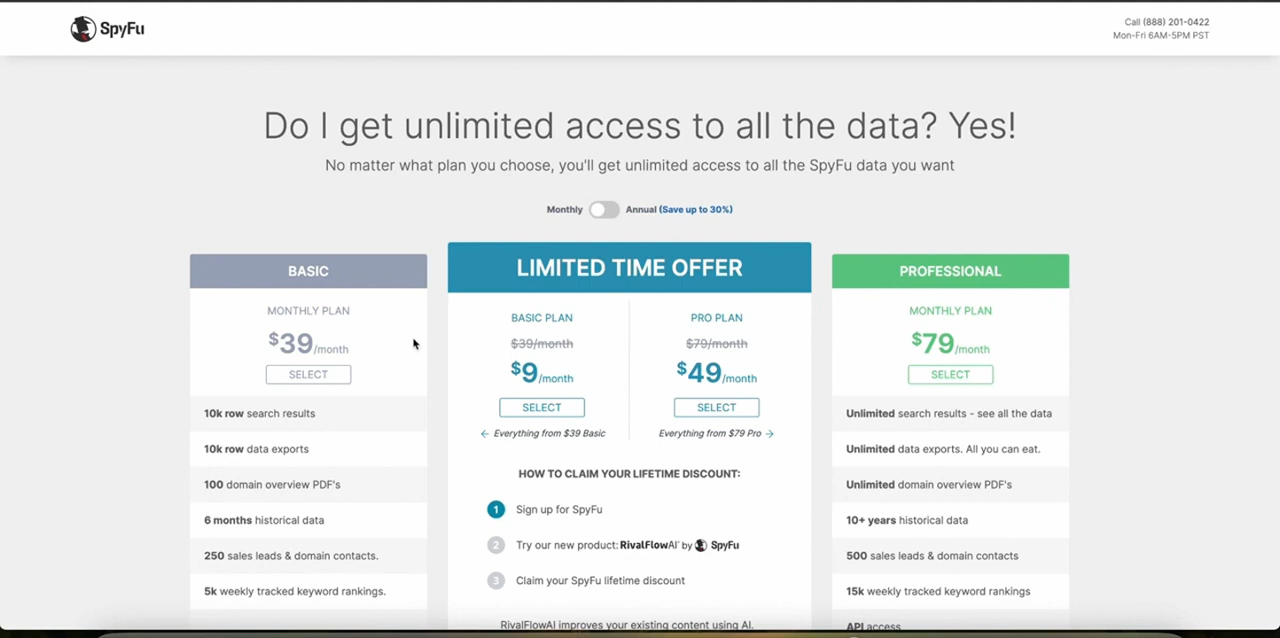 SpyFu
Call (888) 201-0422
Mon-Fri 6AM-5PM PST
Do I get unlimited access to all the data? Yes!
No matter what plan you choose, you'll get unlimited access to all the SpyFu data you want
Monthly Annual (Save up to 30%)
BASIC
MONTHLY PLAN
$39/month
SELECT
10k row search results
10k row data exports
100 domain overview PDF's
6 months historical data
250 sales leads & domain contacts.
5k weekly tracked keyword rankings.
LIMITED TIME OFFER
BASIC PLAN
$39/month
$9/month
SELECT
← Everything from $39 Basic
PRO PLAN
$79/month
$49/month
SELECT
Everything from $79 Pro →
HOW TO CLAIM YOUR LIFETIME DISCOUNT:
1 Sign up for SpyFu
2 Try our new product: RivalFlowAI by SpyFu
3 Claim your SpyFu lifetime discount
RivalFlowAI improves your existing content using AI.
PROFESSIONAL
MONTHLY PLAN
$79/month
SELECT
Unlimited search results - see all the data
Unlimited data exports. All you can eat.
Unlimited domain overview PDF's
10+ years historical data
500 sales leads & domain contacts
15k weekly tracked keyword rankings
API access